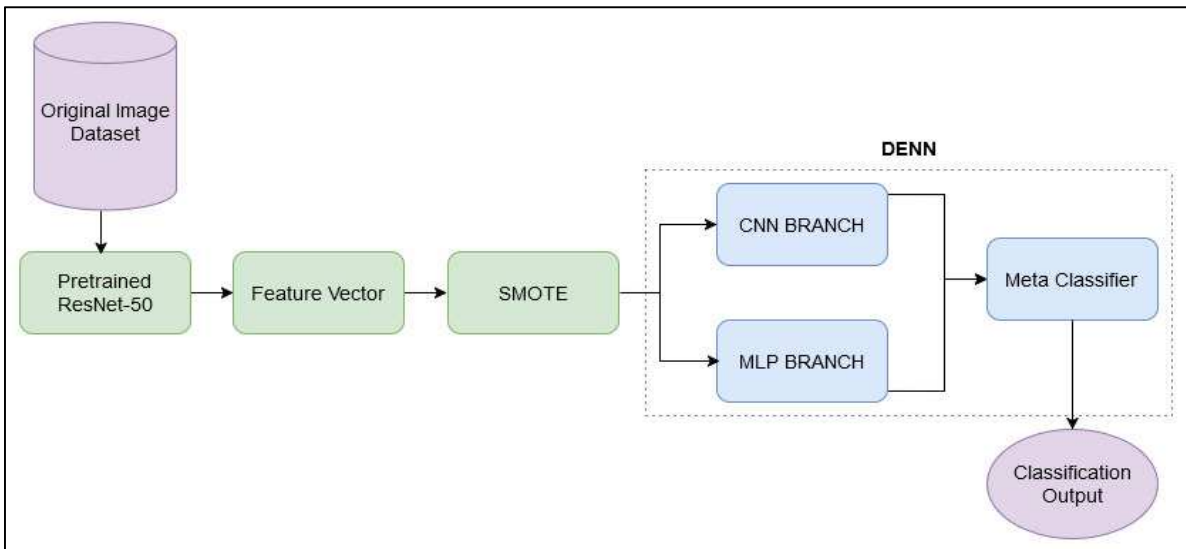 Original Image
Dataset
Pretrained
ResNet-50
Feature Vector
SMOTE
DENN
CNN BRANCH
MLP BRANCH
Meta Classifier
Classification
Output